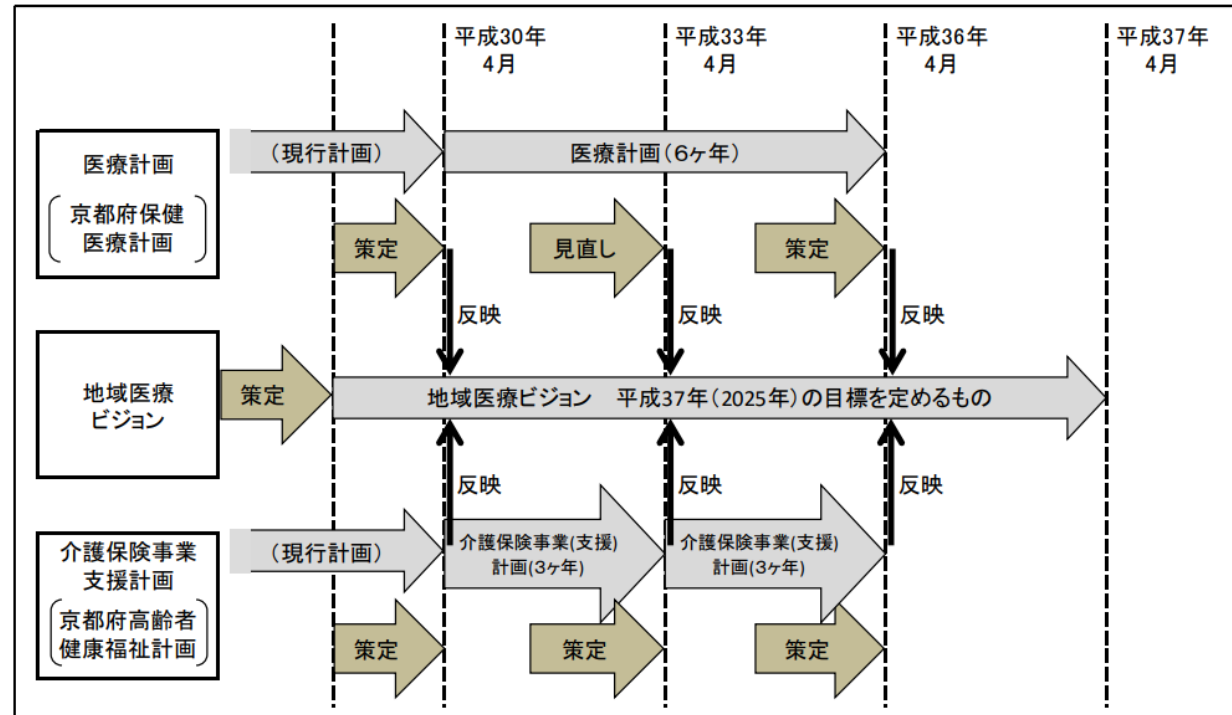 平成30年
4月
平成33年
4月
平成36年
4月
平成37年
4月
医療計画
京都府保健
医療計画
（現行計画）
医療計画（６ヶ年）
策定
見直し
策定
反映
反映
反映
地域医療
ビジョン
策定
地域医療ビジョン　平成37年（2025年）の目標を定めるもの
反映
反映
反映
介護保険事業
支援計画
京都府高齢者
健康福祉計画
（現行計画）
介護保険事業(支援)
計画(3ヶ年)
介護保険事業(支援)
計画(3ヶ年)
策定
策定
策定